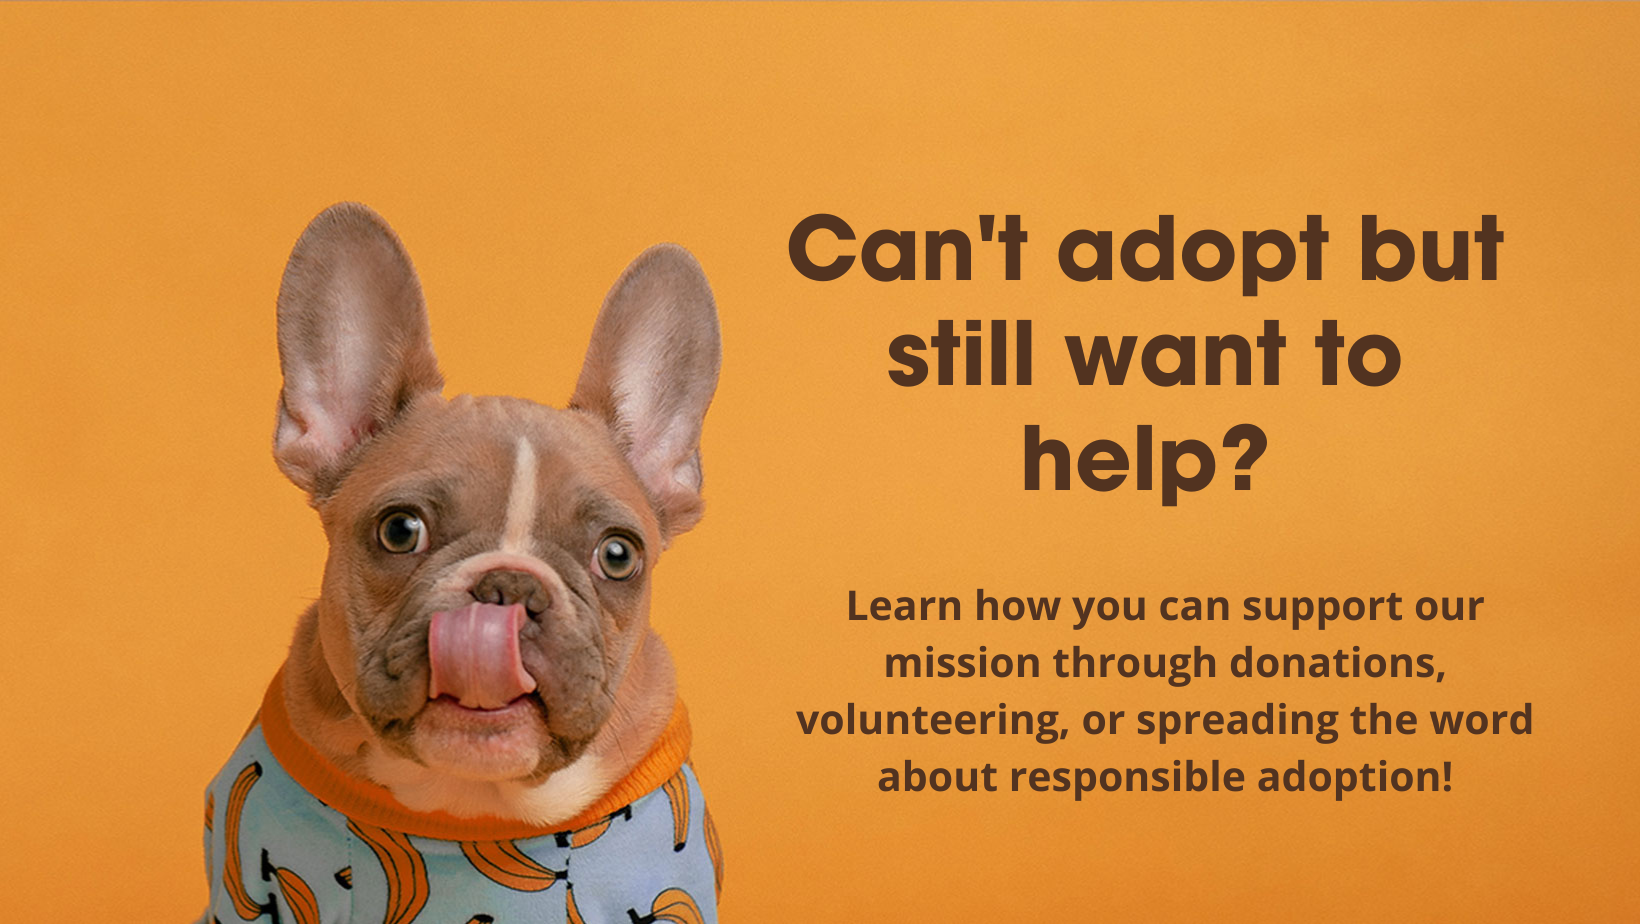 Can't adopt but
still want to
help?
Learn how you can support our
mission through donations,
volunteering, or spreading the word
about responsible adoption!